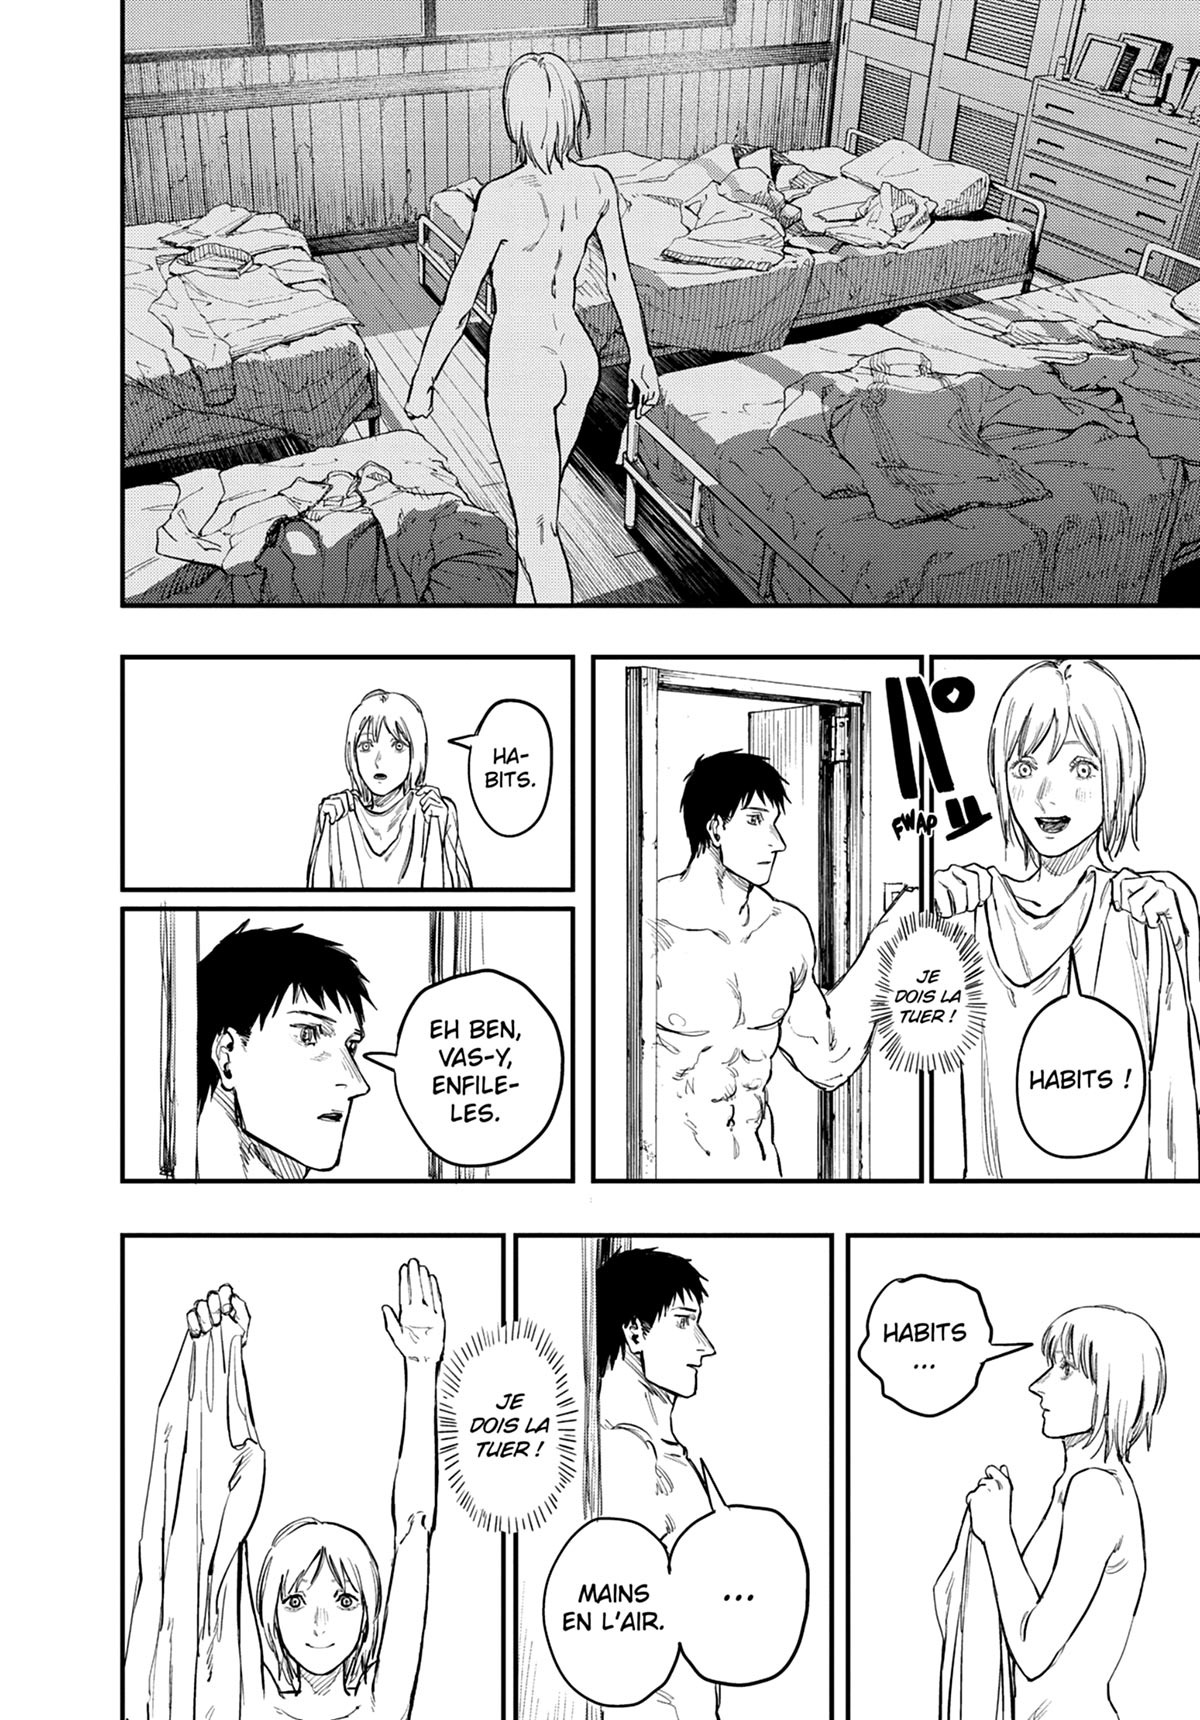 パッ
FWAP
HABITS !
JE
DOIS LA
TUER !
HA-
BITS.
EH BEN,
VAS-Y,
ENFILE-
LES.
HABITS
...
...
MAINS
EN L'AIR.
JE
DOIS LA
TUER !